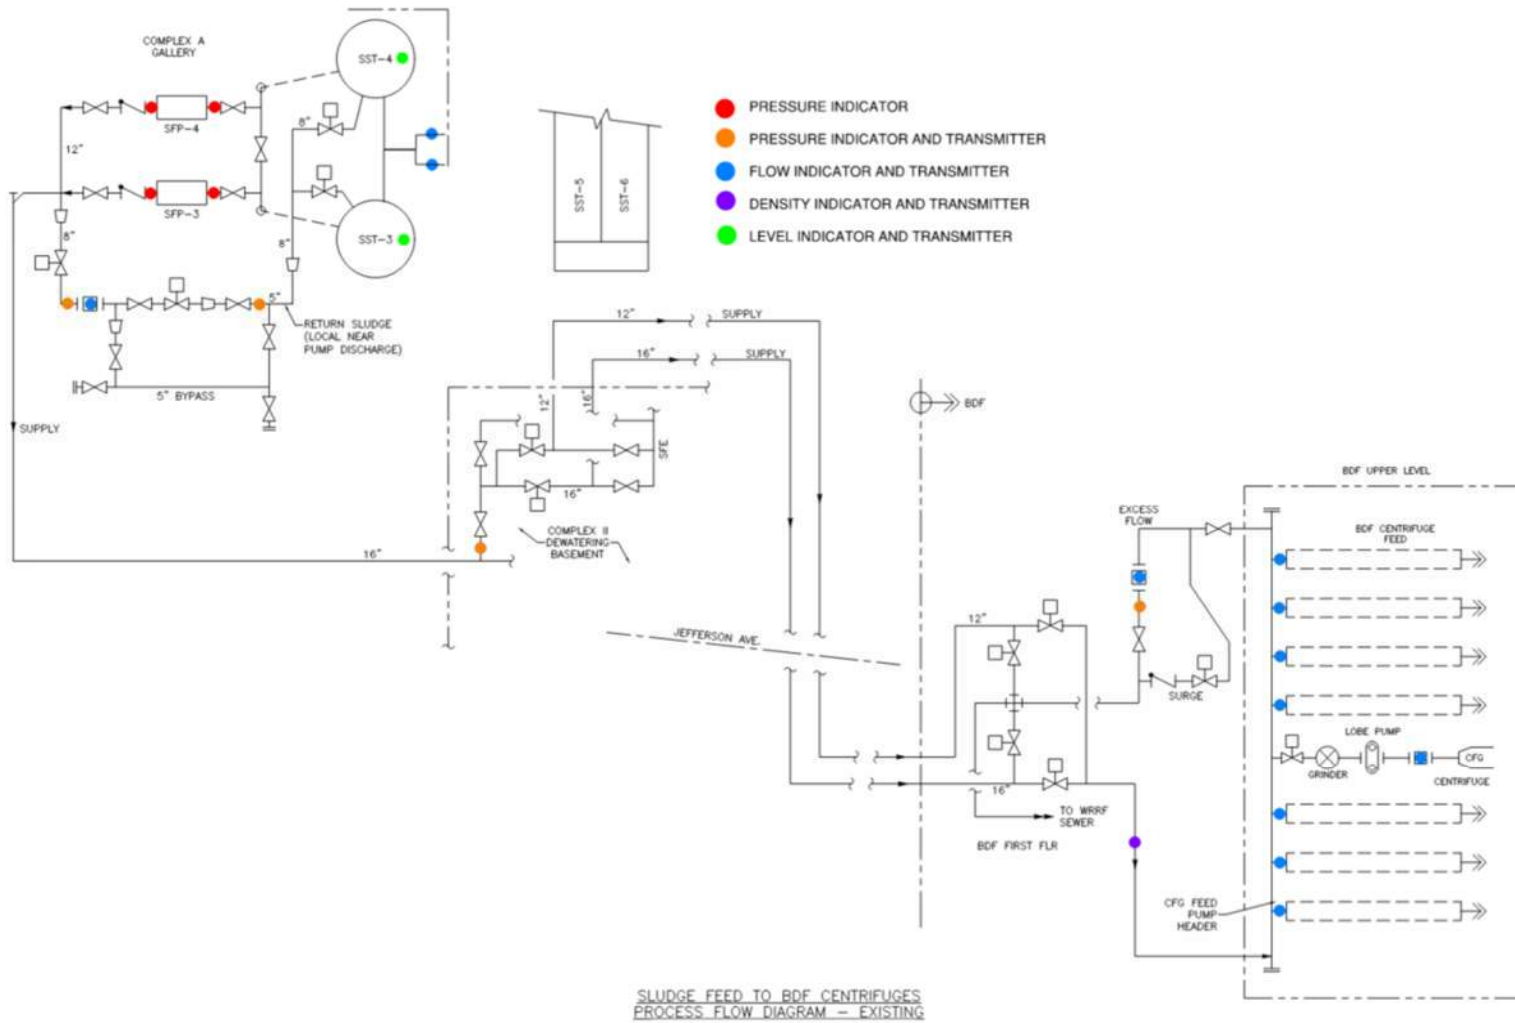 COMPLEX A
GALLERY
SST-4
SFP-4
8"
12"
SFP-3
8"
8"
SST-3
5"
RETURN SLUDGE
(LOCAL NEAR
PUMP DISCHARGE)
5" BYPASS
SUPPLY
SST-5
SST-6
PRESSURE INDICATOR
PRESSURE INDICATOR AND TRANSMITTER
FLOW INDICATOR AND TRANSMITTER
DENSITY INDICATOR AND TRANSMITTER
LEVEL INDICATOR AND TRANSMITTER
12"
SUPPLY
16"
SUPPLY
12"
16"
SFE
16"
COMPLEX II
DEWATERING
BASEMENT
16"
JEFFERSON AVE.
BDF
12"
16"
TO WRRF
SEWER
BDF FIRST FLR
EXCESS
FLOW
SURGE
BDF UPPER LEVEL
BDF CENTRIFUGE
FEED
LOBE PUMP
GRINDER
CFG
CENTRIFUGE
CFG FEED
PUMP
HEADER
SLUDGE FEED TO BDF CENTRIFUGES
PROCESS FLOW DIAGRAM - EXISTING